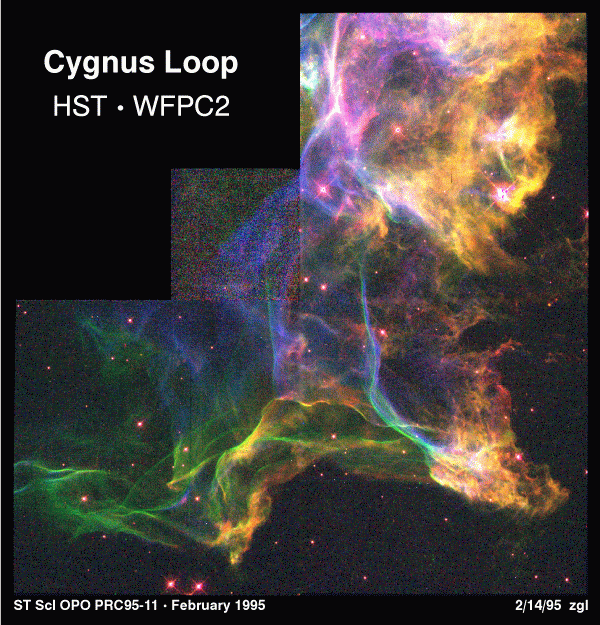 Cygnus Loop
HST • WFPC2
ST ScI OPO PRC95-11 • February 1995
2/14/95 zgl